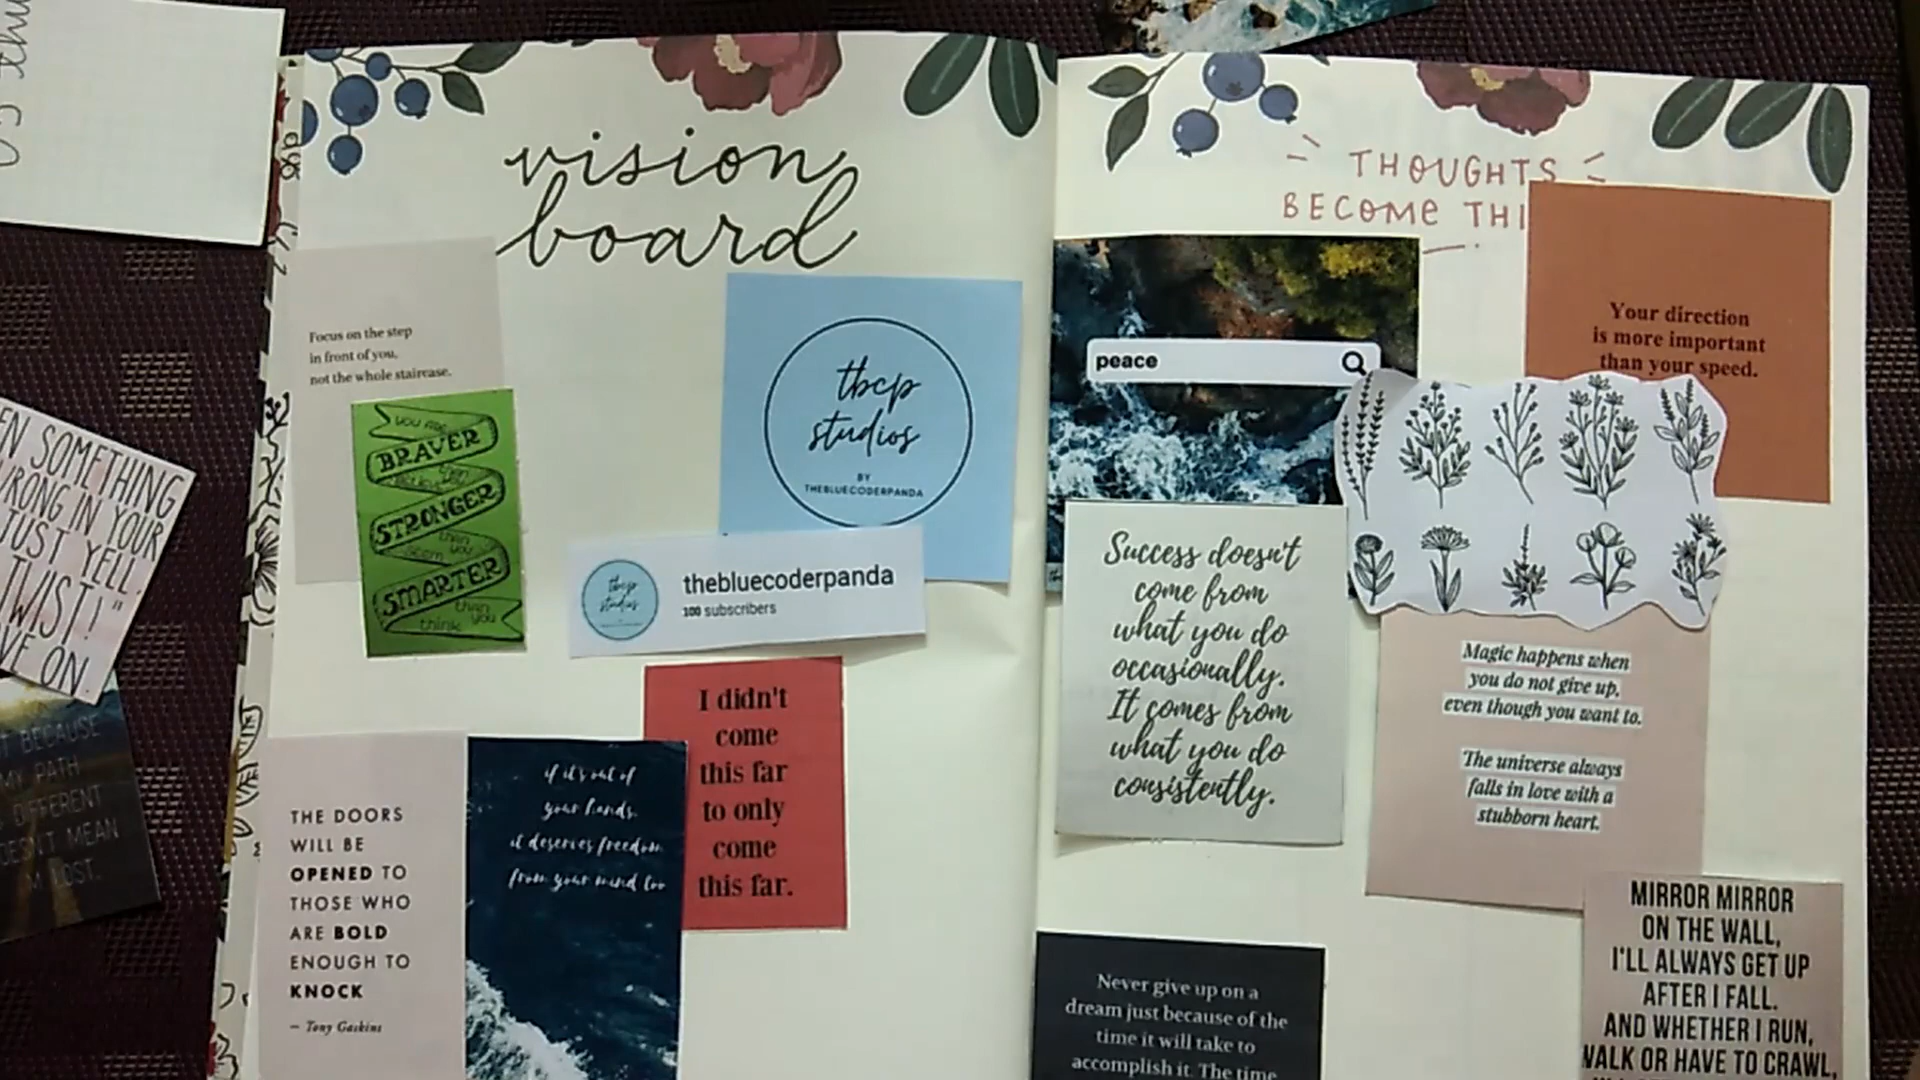 vision
board
THOUGHTS
BECOME THI
Focus on the step
in front of you,
not the whole staircase.
you are
BRAVER
than
STRONGER
than you
seem
SMARTER
than
think you
tbcp
studios
BY
THEBLUECODERPANDA
tbcp
studios
thebluecoderpanda
100 subscribers
I didn't
come
this far
to only
come
this far.
THE DOORS
WILL BE
OPENED TO
THOSE WHO
ARE BOLD
ENOUGH TO
KNOCK
– Tony Gaskins
if it's out of
your hands,
it deserves freedom
from your mind too
peace
Your direction
is more important
than your speed.
Success doesn't
come from
what you do
occasionally.
It comes from
what you do
consistently.
Magic happens when
you do not give up,
even though you want to.
The universe always
falls in love with a
stubborn heart.
Never give up on a
dream just because of the
time it will take to
accomplish it. The time
MIRROR MIRROR
ON THE WALL,
I'LL ALWAYS GET UP
AFTER I FALL.
AND WHETHER I RUN,
WALK OR HAVE TO CRAWL,
EN SOMETHING
WRONG IN YOUR
JUST YELL
TWIST!"
VE ON.
T BECAUSE
MY PATH
DIFFERENT
DOESN'T MEAN
M LOST.